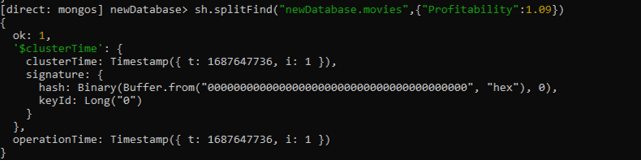 [direct: mongos] newDatabase> sh.splitFind("newDatabase.movies",{"Profitability":1.09})
{
  ok: 1,
  '$clusterTime': {
    clusterTime: Timestamp({ t: 1687647736, i: 1 }),
    signature: {
      hash: Binary(Buffer.from("0000000000000000000000000000000000000000", "hex"), 0),
      keyId: Long("0")
    }
  },
  operationTime: Timestamp({ t: 1687647736, i: 1 })
}